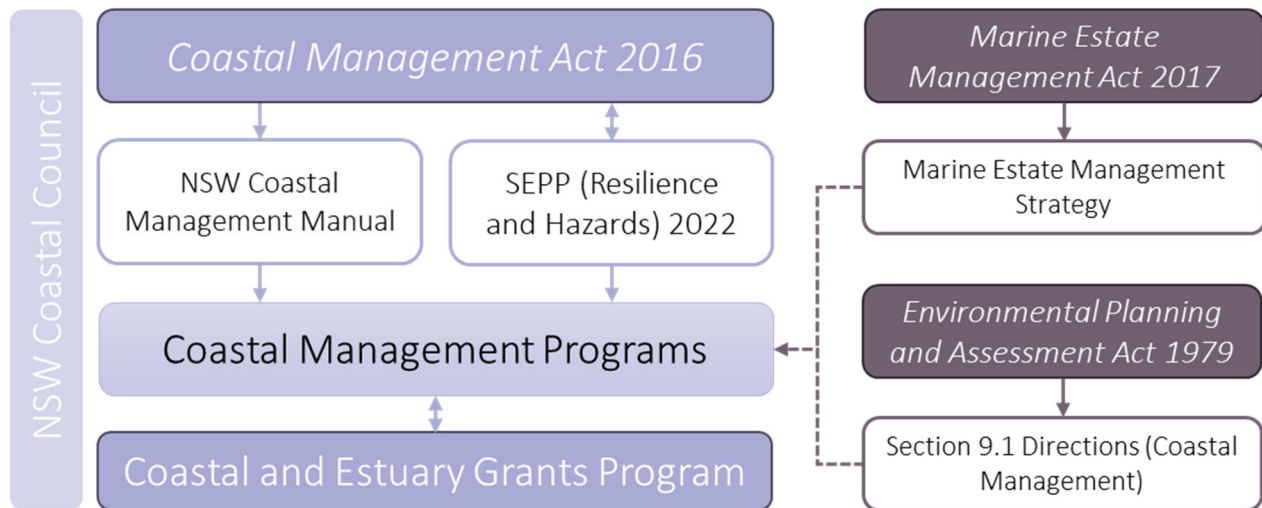 NSW Coastal Council
Coastal Management Act 2016
NSW Coastal
Management Manual
SEPP (Resilience
and Hazards) 2022
Coastal Management Programs
Coastal and Estuary Grants Program
Marine Estate
Management Act 2017
Marine Estate Management
Strategy
Environmental Planning
and Assessment Act 1979
Section 9.1 Directions (Coastal
Management)